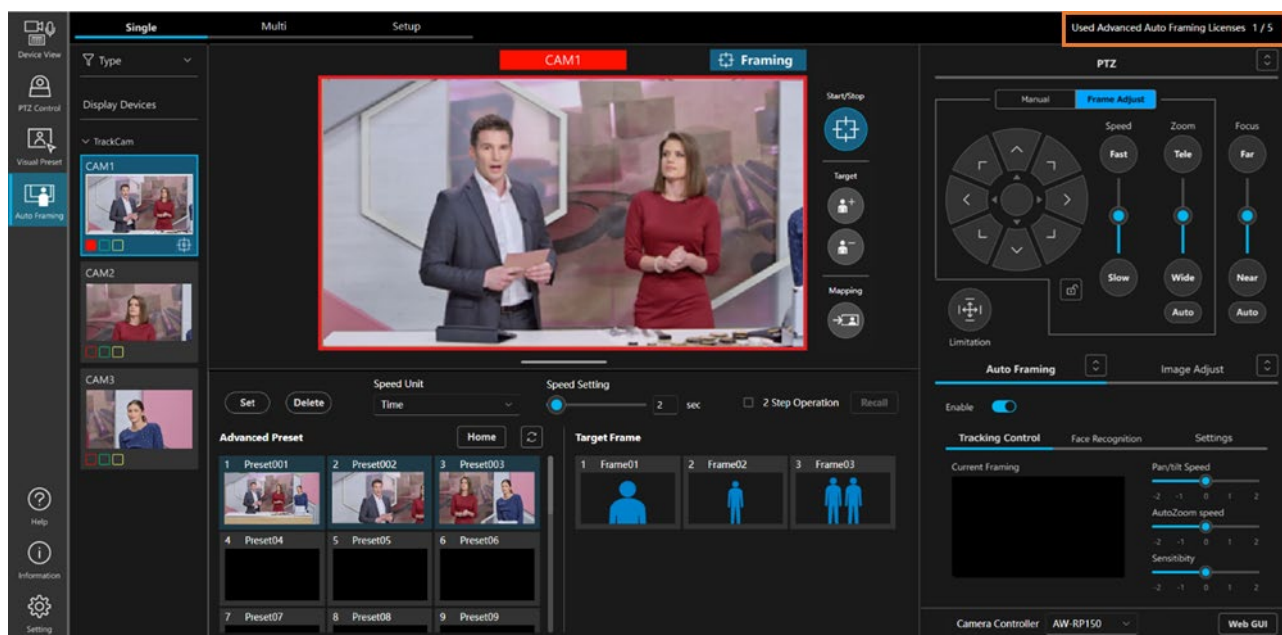 Single
Multi
Setup
Used Advanced Auto Framing Licenses 1 / 5
Device View
PTZ Control
Visual Preset
Auto Framing
Help
Information
Setting
Type
Display Devices
TrackCam
CAM1
CAM2
CAM3
CAM1
Framing
Start/Stop
Target
Mapping
Set
Delete
Speed Unit
Time
Speed Setting
2 sec
2 Step Operation
Recall
Advanced Preset
Home
1 Preset001
2 Preset002
3 Preset003
4 Preset04
5 Preset05
6 Preset06
7 Preset07
8 Preset08
9 Preset09
Target Frame
1 Frame01
2 Frame02
3 Frame03
PTZ
Manual
Frame Adjust
Speed
Zoom
Focus
Fast
Tele
Far
Slow
Wide
Near
Auto
Auto
Limitation
Auto Framing
Image Adjust
Enable
Tracking Control
Face Recognition
Settings
Current Framing
Pan/tilt Speed
-2 -1 0 1 2
AutoZoom speed
-2 -1 0 1 2
Sensitibity
-2 -1 0 1 2
Camera Controller
AW-RP150
Web GUI